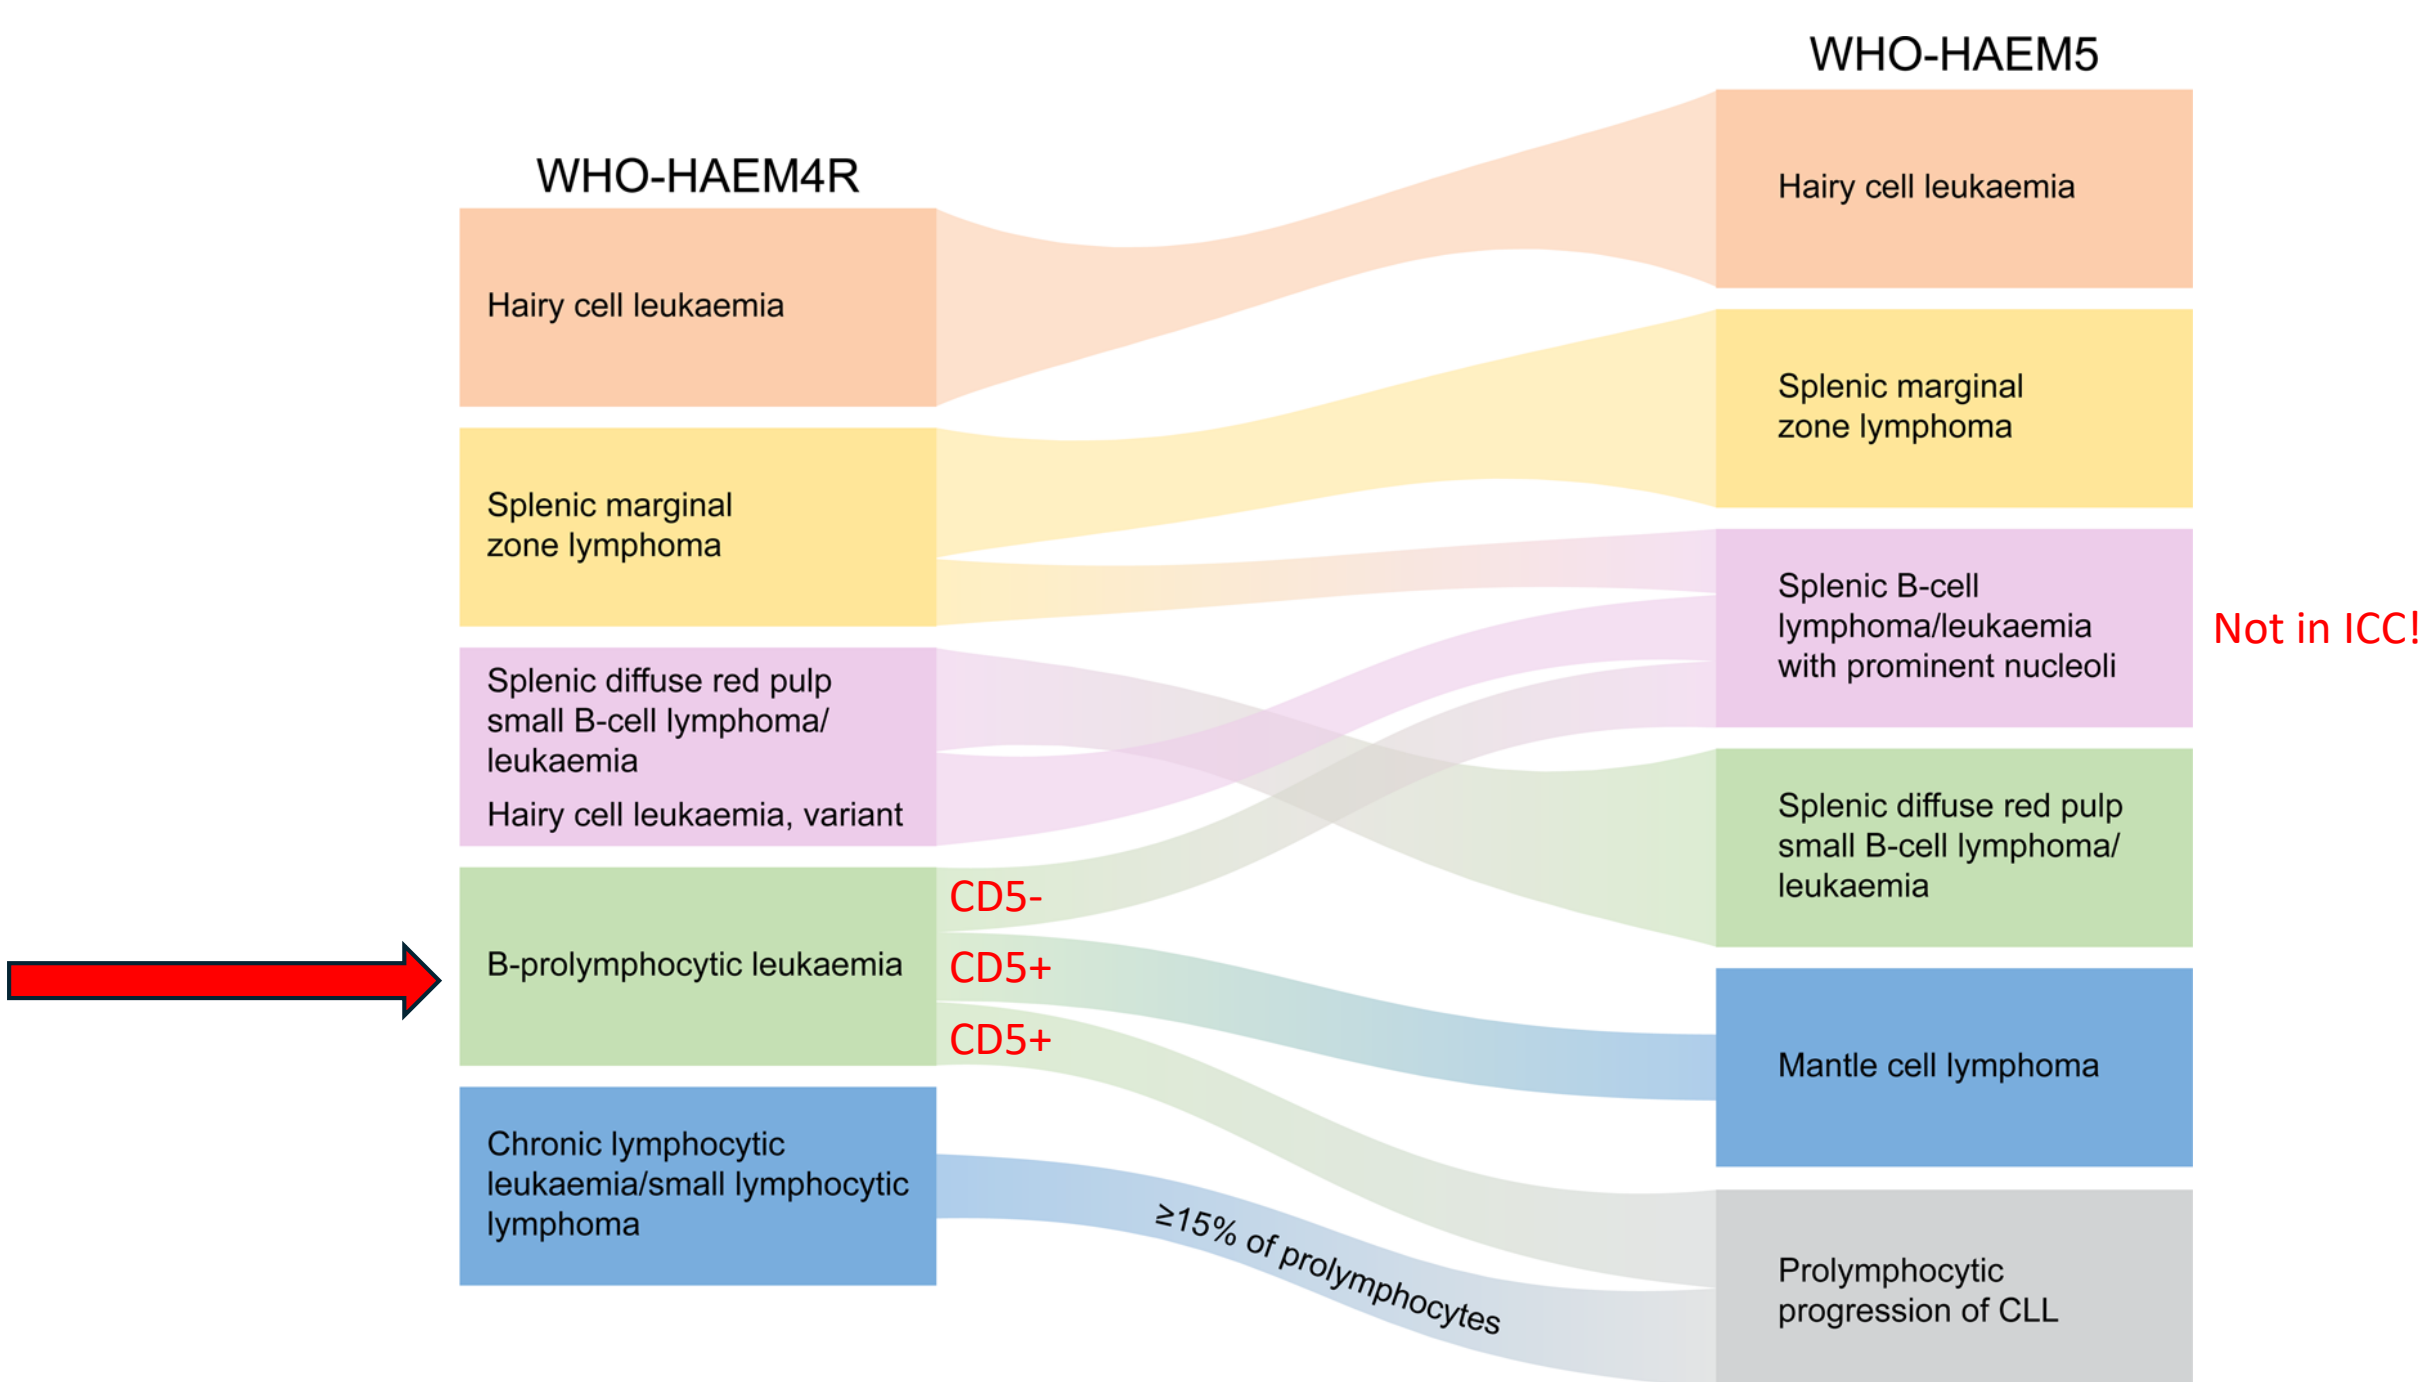 WHO-HAEM4R
Hairy cell leukaemia
Splenic marginal
zone lymphoma
Splenic diffuse red pulp
small B-cell lymphoma/
leukaemia
Hairy cell leukaemia, variant
B-prolymphocytic leukaemia
CD5-
CD5+
CD5+
Chronic lymphocytic
leukaemia/small lymphocytic
lymphoma
≥15% of prolymphocytes
WHO-HAEM5
Hairy cell leukaemia
Splenic marginal
zone lymphoma
Splenic B-cell
lymphoma/leukaemia
with prominent nucleoli
Not in ICC!
Splenic diffuse red pulp
small B-cell lymphoma/
leukaemia
Mantle cell lymphoma
Prolymphocytic
progression of CLL